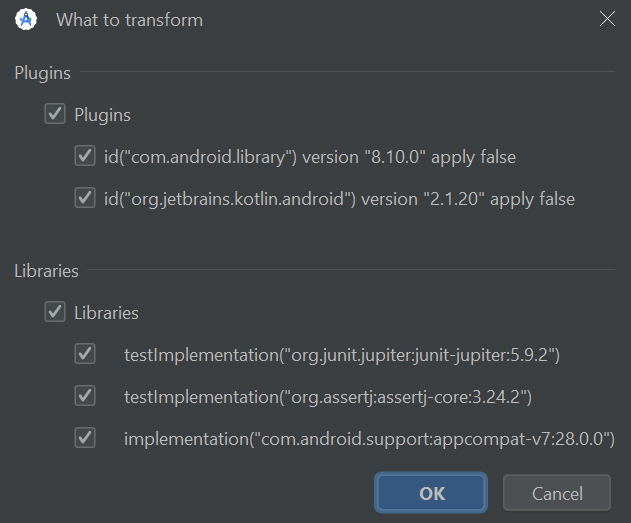 What to transform
Plugins
Plugins
id("com.android.library") version "8.10.0" apply false
id("org.jetbrains.kotlin.android") version "2.1.20" apply false
Libraries
Libraries
testImplementation("org.junit.jupiter:junit-jupiter:5.9.2")
testImplementation("org.assertj:assertj-core:3.24.2")
implementation("com.android.support:appcompat-v7:28.0.0")
OK
Cancel